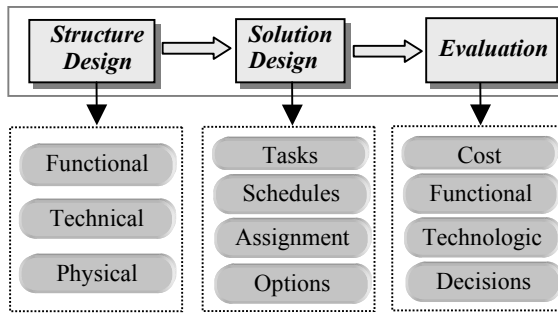 Structure
Design
Solution
Design
Evaluation
Functional
Technical
Physical
Tasks
Schedules
Assignment
Options
Cost
Functional
Technologic
Decisions